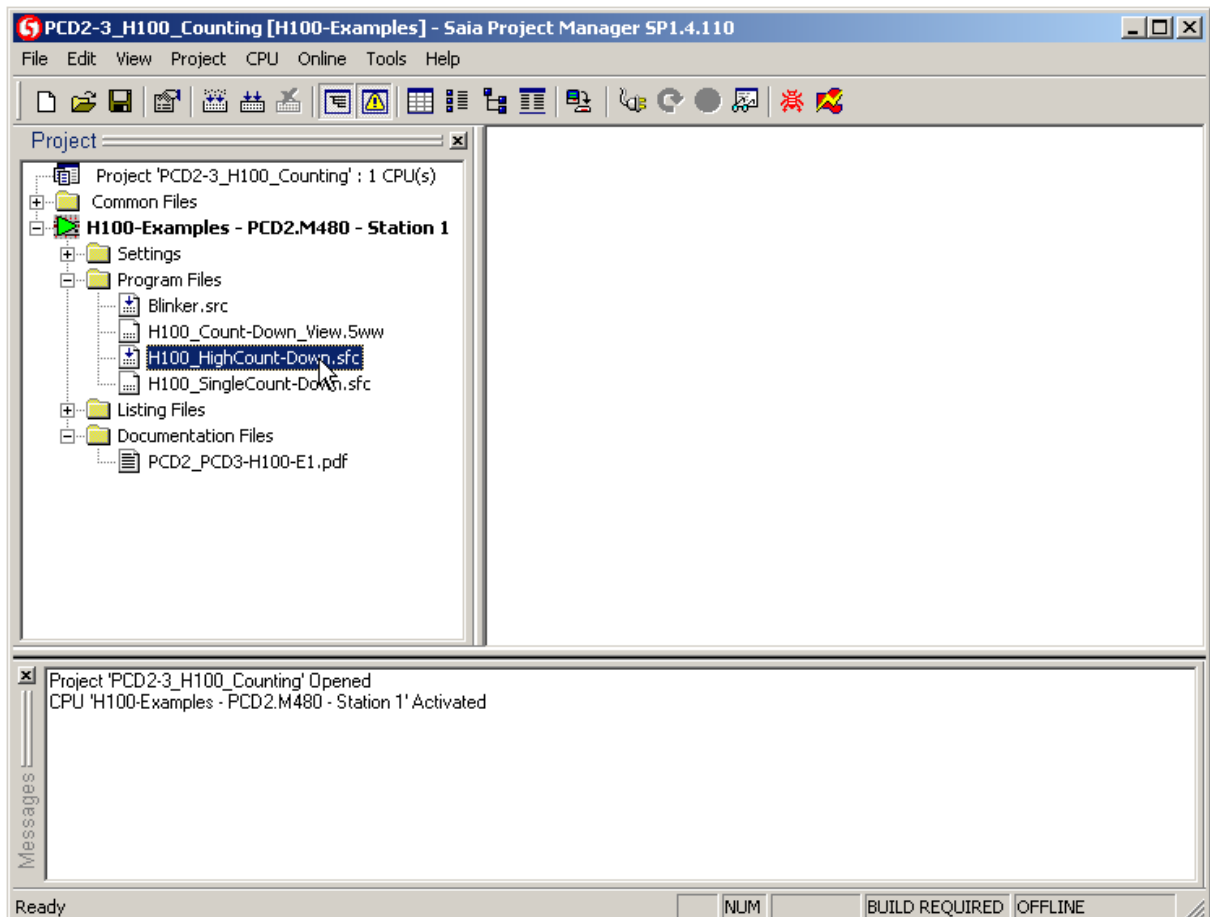 PCD2-3_H100_Counting [H100-Examples] - Saia Project Manager SP1.4.110
File Edit View Project CPU Online Tools Help
Project
Project 'PCD2-3_H100_Counting' : 1 CPU(s)
Common Files
H100-Examples - PCD2.M480 - Station 1
Settings
Program Files
Blinker.src
H100_Count-Down_View.5ww
H100_HighCount-Down.sfc
H100_SingleCount-Down.sfc
Listing Files
Documentation Files
PCD2_PCD3-H100-E1.pdf
Project 'PCD2-3_H100_Counting' Opened
CPU 'H100-Examples - PCD2.M480 - Station 1' Activated
Messages
Ready NUM BUILD REQUIRED OFFLINE